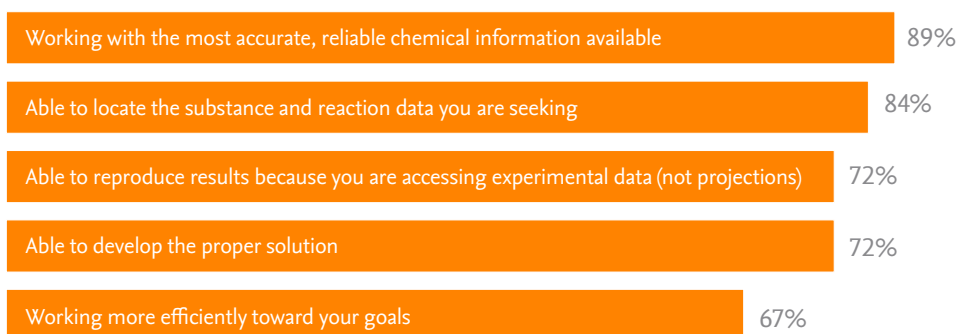 Working with the most accurate, reliable chemical information available 89%
Able to locate the substance and reaction data you are seeking 84%
Able to reproduce results because you are accessing experimental data (not projections) 72%
Able to develop the proper solution 72%
Working more efficiently toward your goals 67%